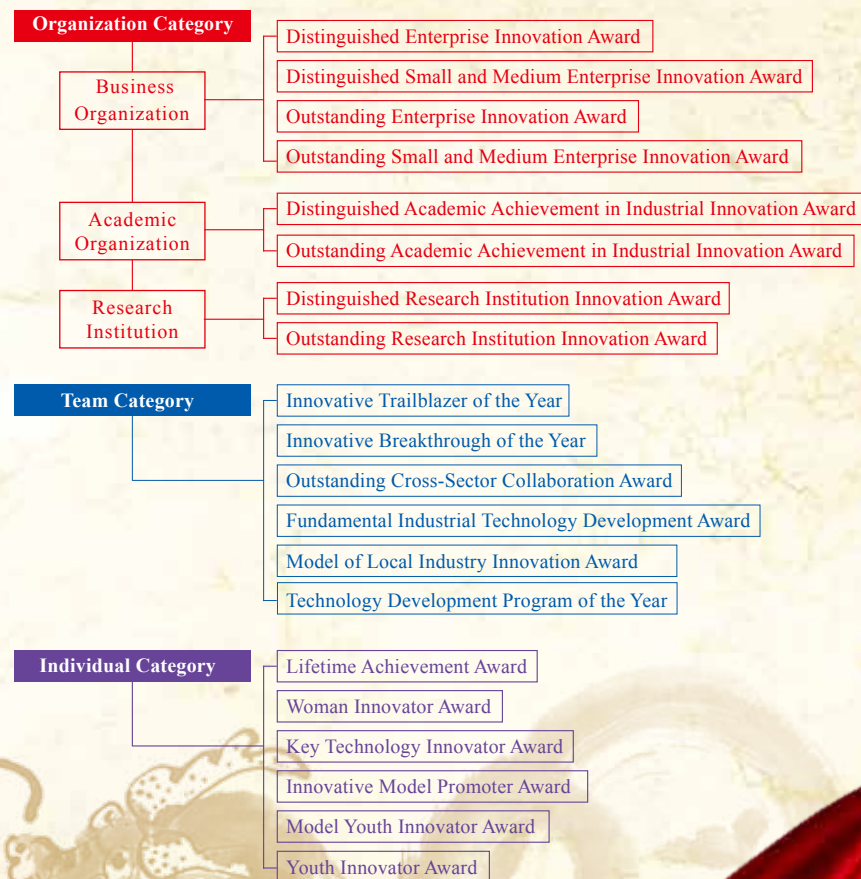 Organization Category
Business
Organization
Distinguished Enterprise Innovation Award
Distinguished Small and Medium Enterprise Innovation Award
Outstanding Enterprise Innovation Award
Outstanding Small and Medium Enterprise Innovation Award
Academic
Organization
Distinguished Academic Achievement in Industrial Innovation Award
Outstanding Academic Achievement in Industrial Innovation Award
Research
Institution
Distinguished Research Institution Innovation Award
Outstanding Research Institution Innovation Award
Team Category
Innovative Trailblazer of the Year
Innovative Breakthrough of the Year
Outstanding Cross-Sector Collaboration Award
Fundamental Industrial Technology Development Award
Model of Local Industry Innovation Award
Technology Development Program of the Year
Individual Category
Lifetime Achievement Award
Woman Innovator Award
Key Technology Innovator Award
Innovative Model Promoter Award
Model Youth Innovator Award
Youth Innovator Award